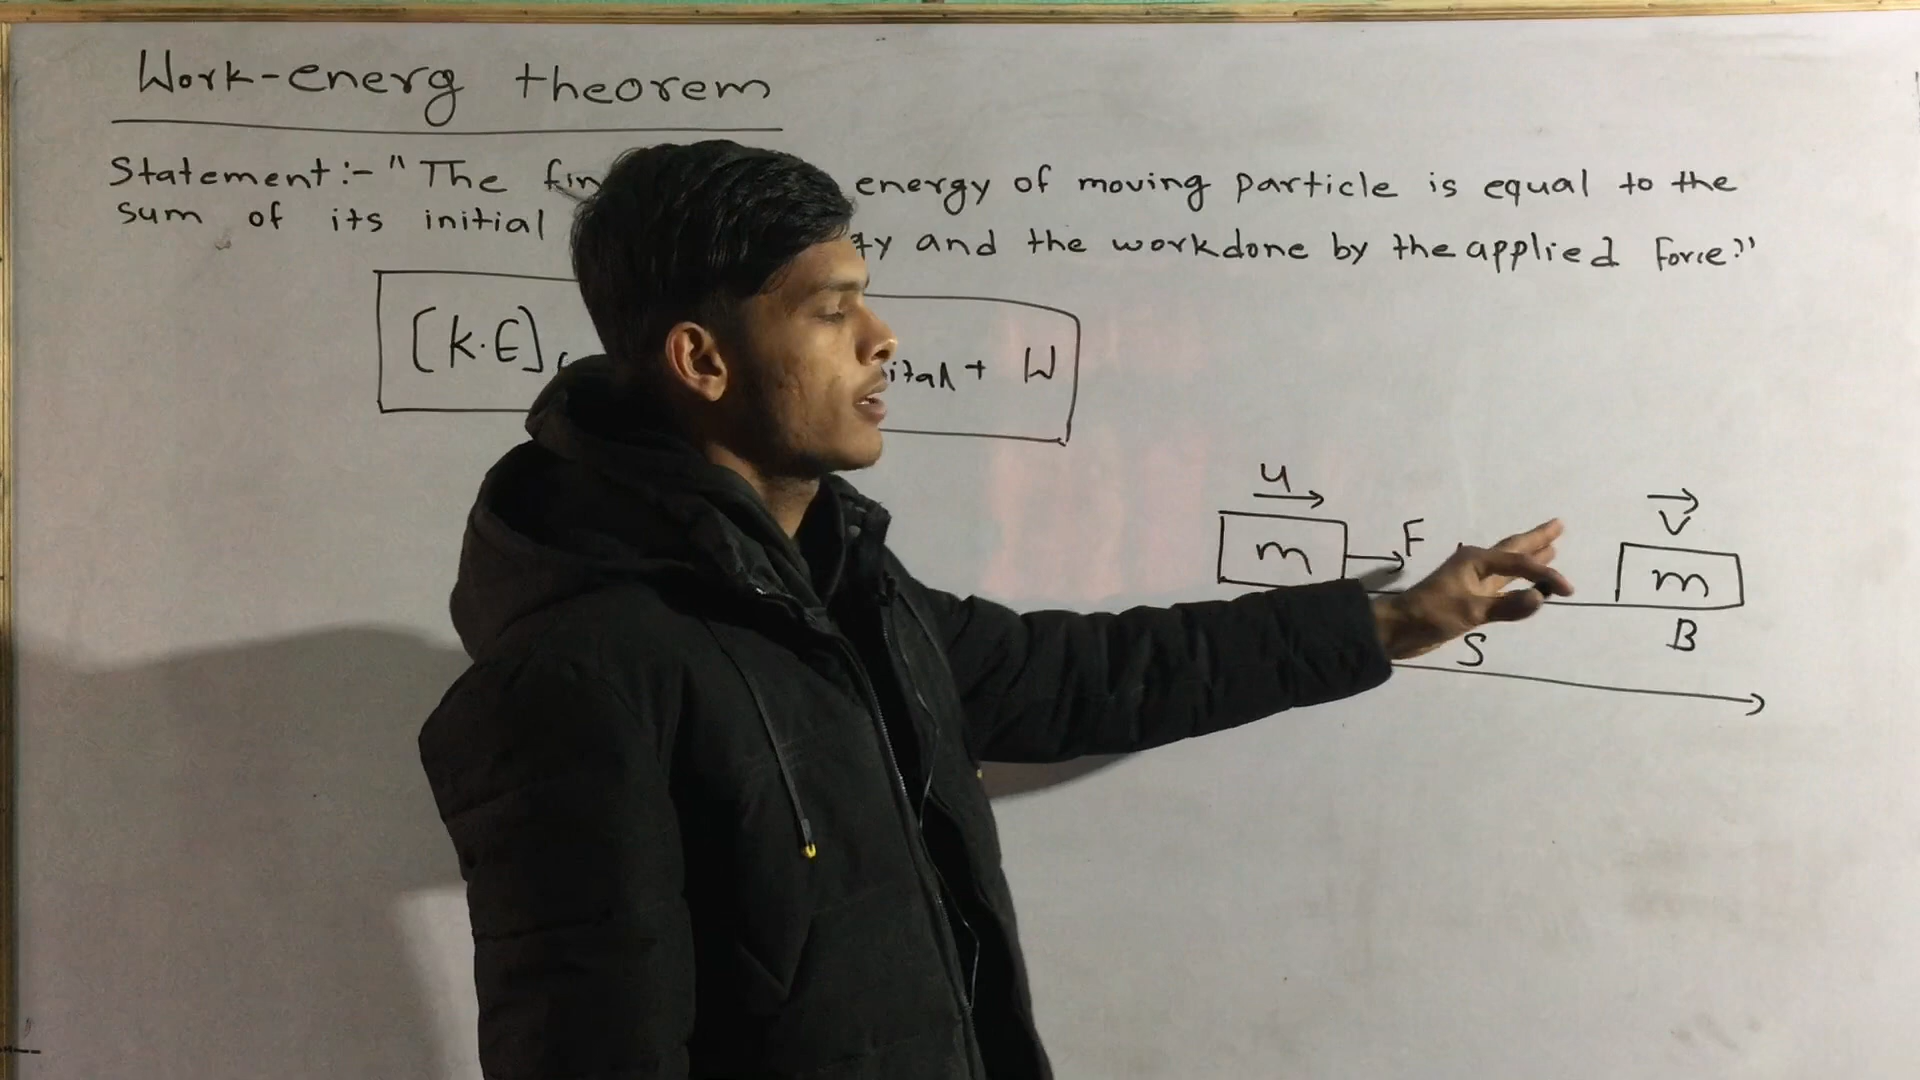 Work-energ theorem
Statement:- "The fin energy of moving particle is equal to the
sum of its initial gy and the workdone by the applied Force."
[K.E] ital + W
u
m F
v
m
S
B